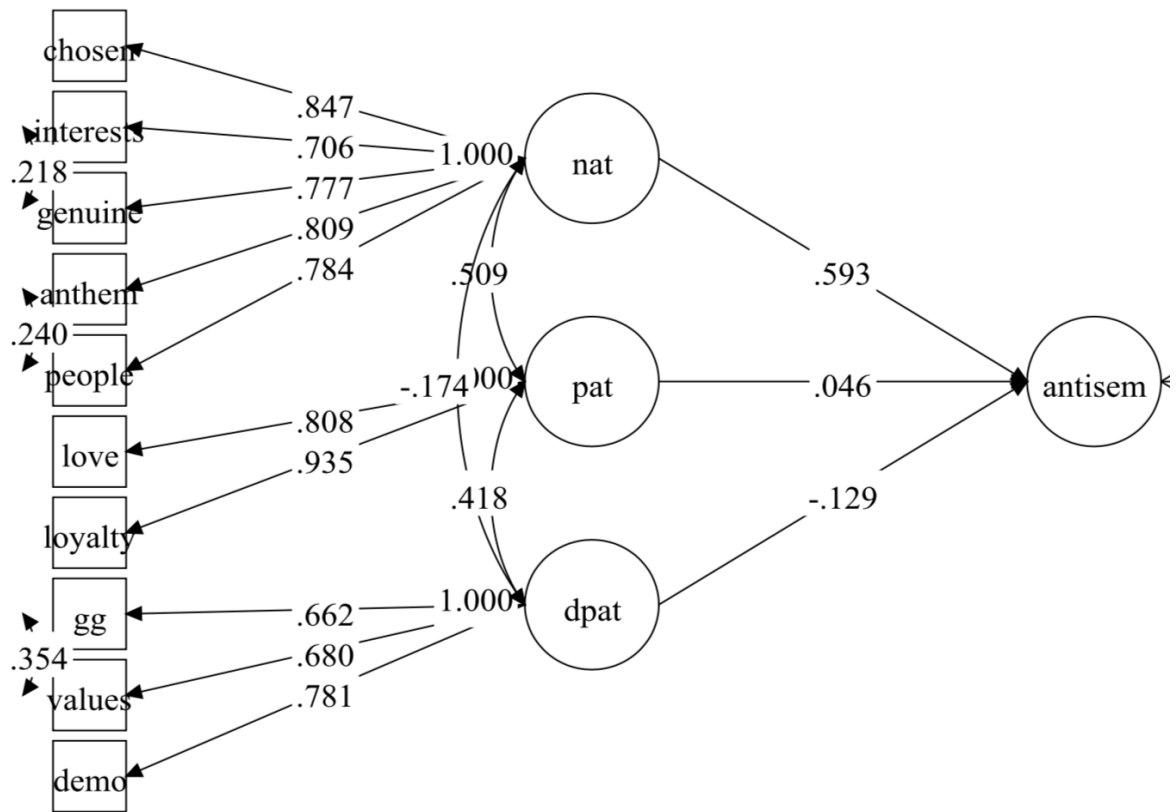 chosen
interests
genuine
anthem
people
love
loyalty
gg
values
demo
.218
.240
.354
.847
.706
.777
.809
.784
.808
.935
.662
.680
.781
1.000
1.000
.509
-.174
.418
nat
pat
dpat
.593
.046
-.129
antisem